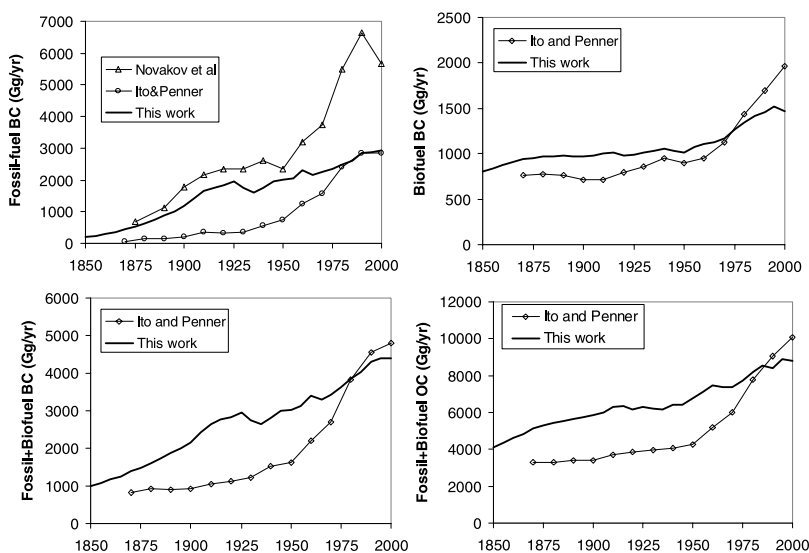 Fossil-fuel BC (Gg/yr)
7000
6000
5000
4000
3000
2000
1000
0
Novakov et al
Ito&Penner
This work
1850 1875 1900 1925 1950 1975 2000
Biofuel BC (Gg/yr)
2500
2000
1500
1000
500
0
Ito and Penner
This work
1850 1875 1900 1925 1950 1975 2000
Fossil+Biofuel BC (Gg/yr)
6000
5000
4000
3000
2000
1000
0
Ito and Penner
This work
1850 1875 1900 1925 1950 1975 2000
Fossil+Biofuel OC (Gg/yr)
12000
10000
8000
6000
4000
2000
0
Ito and Penner
This work
1850 1875 1900 1925 1950 1975 2000